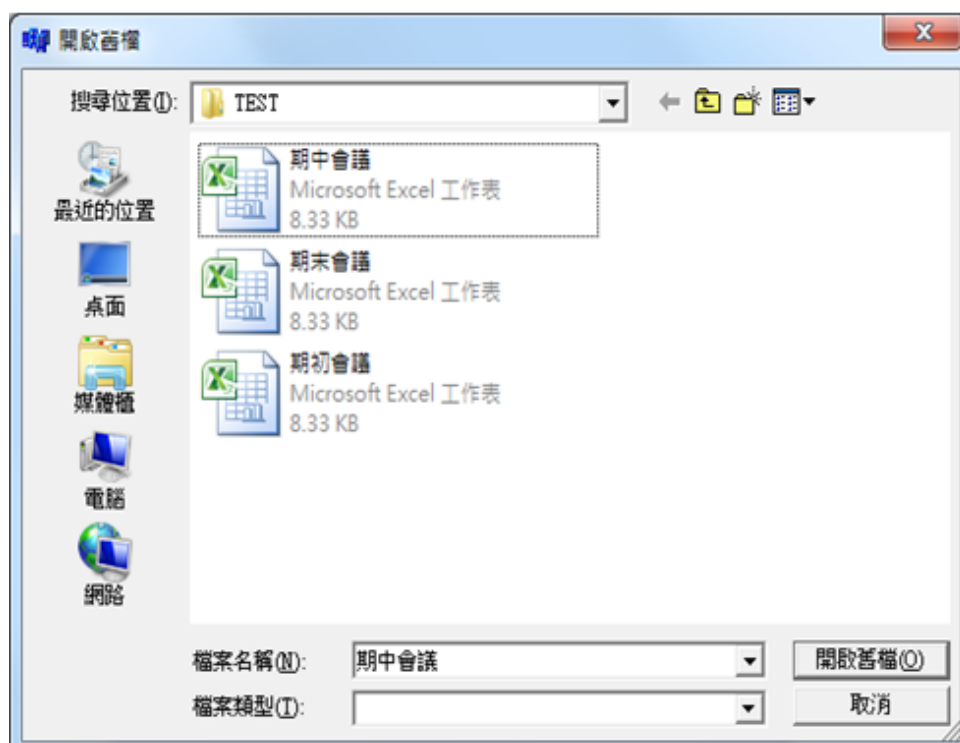 開啟舊檔
搜尋位置(I): TEST
期中會議
Microsoft Excel 工作表
8.33 KB
期末會議
Microsoft Excel 工作表
8.33 KB
期初會議
Microsoft Excel 工作表
8.33 KB
最近的位置
桌面
媒體櫃
電腦
網路
檔案名稱(N): 期中會議 開啟舊檔(O)
檔案類型(T): 取消